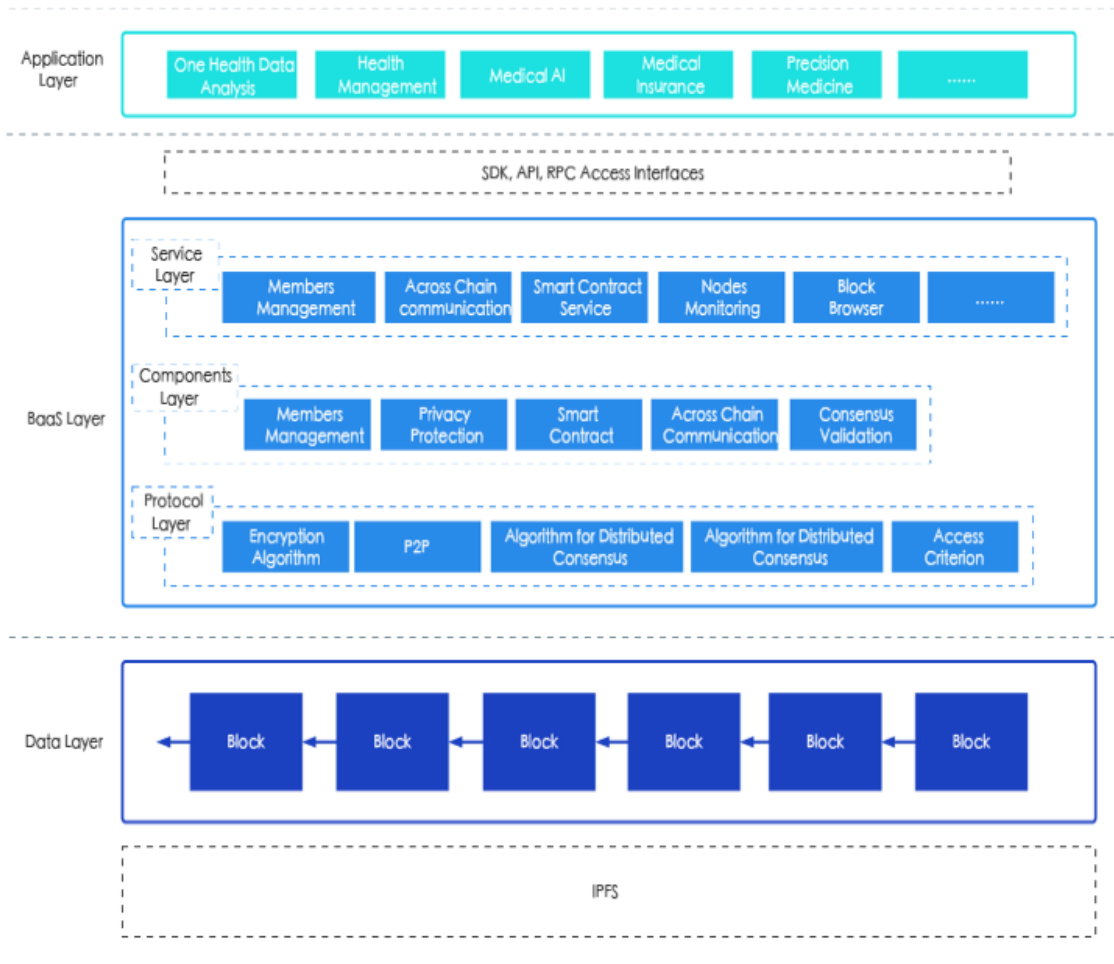 Application
Layer
One Health Data
Analysis
Health
Management
Medical AI
Medical
Insurance
Precision
Medicine
......
SDK, API, RPC Access Interfaces
BaaS Layer
Service
Layer
Members
Management
Across Chain
communication
Smart Contract
Service
Nodes
Monitoring
Block
Browser
......
Components
Layer
Members
Management
Privacy
Protection
Smart
Contract
Across Chain
Communication
Consensus
Validation
Protocol
Layer
Encryption
Algorithm
P2P
Algorithm for Distributed
Consensus
Algorithm for Distributed
Consensus
Access
Criterion
Data Layer
Block
Block
Block
Block
Block
Block
IPFS